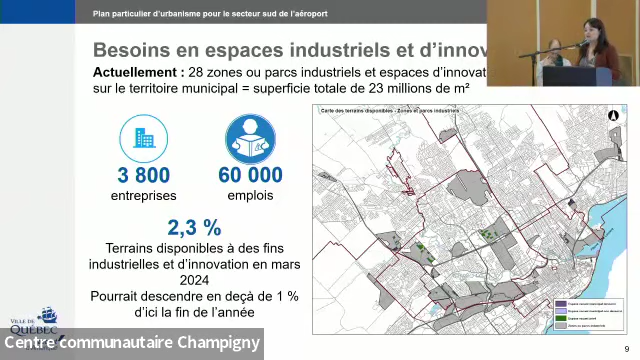 Plan particulier d'urbanisme pour le secteur sud de l'aéroport
Besoins en espaces industriels et d'innov
Actuellement : 28 zones ou parcs industriels et espaces d'innovat
sur le territoire municipal = superficie totale de 23 millions de m²
Carte des terrains disponibles - Zones et parcs industriels
3 800
entreprises
60 000
emplois
2,3 %
Terrains disponibles à des fins
industrielles et d'innovation en mars
2024
Pourrait descendre en deçà de 1 %
d'ici la fin de l'année
VILLE DE
QUÉBEC
Centre communautaire Champigny
9